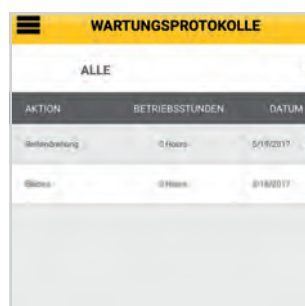 WARTUNGSPROTOKOLLE
ALLE
AKTION BETRIEBSSTUNDEN DATUM
0 Hours 5/19/2017
0 Hours